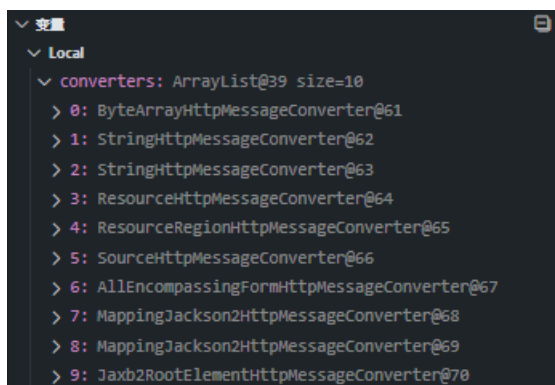 变量
Local
converters: ArrayList@39 size=10
0: ByteArrayHttpMessageConverter@61
1: StringHttpMessageConverter@62
2: StringHttpMessageConverter@63
3: ResourceHttpMessageConverter@64
4: ResourceRegionHttpMessageConverter@65
5: SourceHttpMessageConverter@66
6: AllEncompassingFormHttpMessageConverter@67
7: MappingJackson2HttpMessageConverter@68
8: MappingJackson2HttpMessageConverter@69
9: Jaxb2RootElementHttpMessageConverter@70